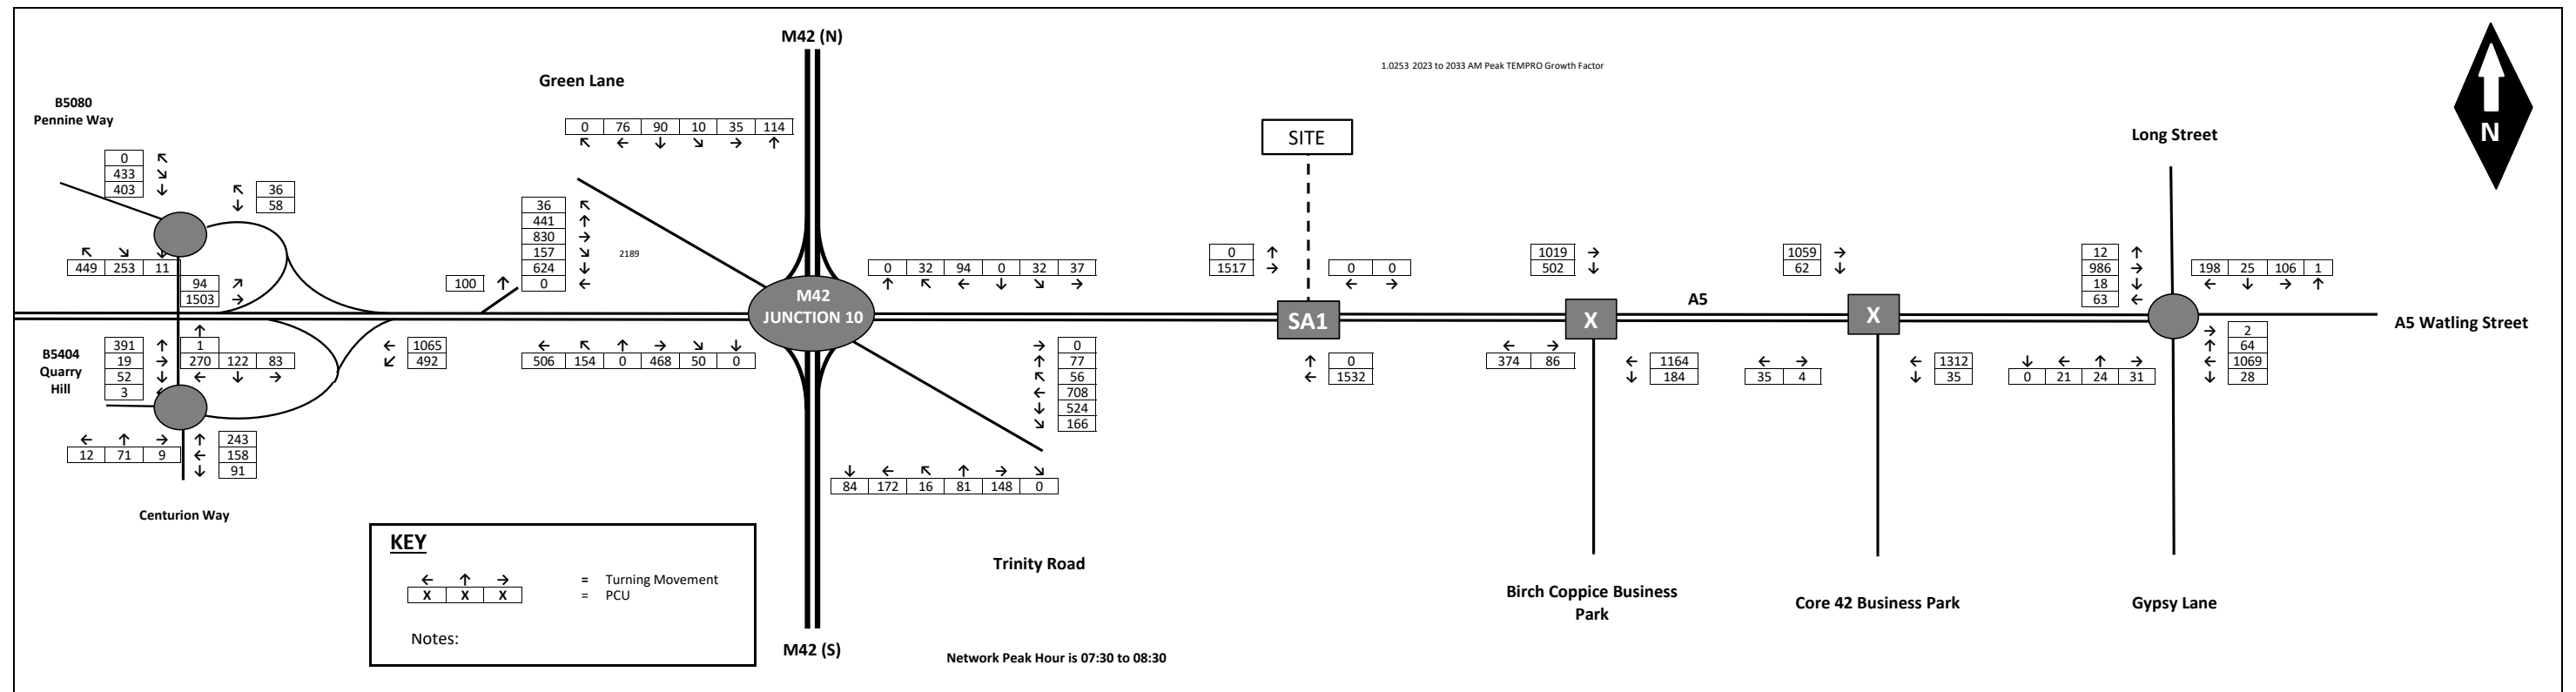 M42 (N)
1.0253 2023 to 2033 AM Peak TEMPRO Growth Factor
Green Lane
B5080
Pennine Way
0 76 90 10 35 114
↖ ← ↓ ↘ → ↑
SITE
Long Street
N
0 ↖
433 ↘
403 ↓
↖ 36
↓ 58
36 ↖
441 ↑
830 →
157 ↘
624 ↓
0 ←
2189
↖ ↘ ↓
449 253 11
94 ↗
1503 →
100 ↑
0 32 94 0 32 37
↑ ↖ ← ↓ ↘ →
0 ↑
1517 →
0 0
← →
1019 →
502 ↓
1059 →
62 ↓
12 ↑
986 →
18 ↓
63 ←
198 25 106 1
← ↓ → ↑
M42
JUNCTION 10
SA1
X
A5
X
A5 Watling Street
B5404
Quarry
Hill
391 ↑
19 →
52 ↓
3 ←
↑
1
270 122 83
← ↓ →
← 1065
↙ 492
← ↖ ↑ → ↘ ↓
506 154 0 468 50 0
→ 0
↑ 77
↖ 56
← 708
↓ 524
↘ 166
↑ 0
← 1532
← →
374 86
← 1164
↓ 184
← →
35 4
← 1312
↓ 35
↓ ← ↑ →
0 21 24 31
→ 2
↑ 64
← 1069
↓ 28
← ↑ →
12 71 9
↑ 243
← 158
↓ 91
↓ ← ↖ ↑ → ↘
84 172 16 81 148 0
Centurion Way
KEY
← ↑ → = Turning Movement
X X X = PCU
Notes:
Trinity Road
Birch Coppice Business
Park
Core 42 Business Park
Gypsy Lane
M42 (S)
Network Peak Hour is 07:30 to 08:30